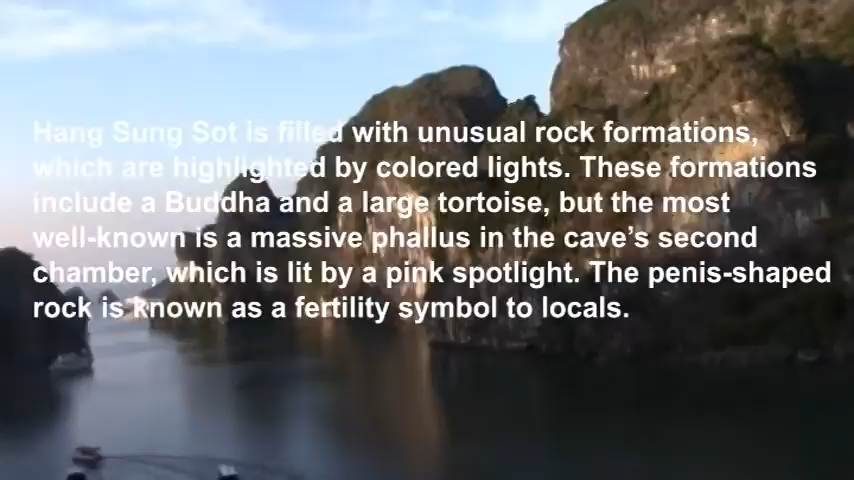 Hang Sung Sot is filled with unusual rock formations,
which are highlighted by colored lights. These formations
include a Buddha and a large tortoise, but the most
well-known is a massive phallus in the cave’s second
chamber, which is lit by a pink spotlight. The penis-shaped
rock is known as a fertility symbol to locals.